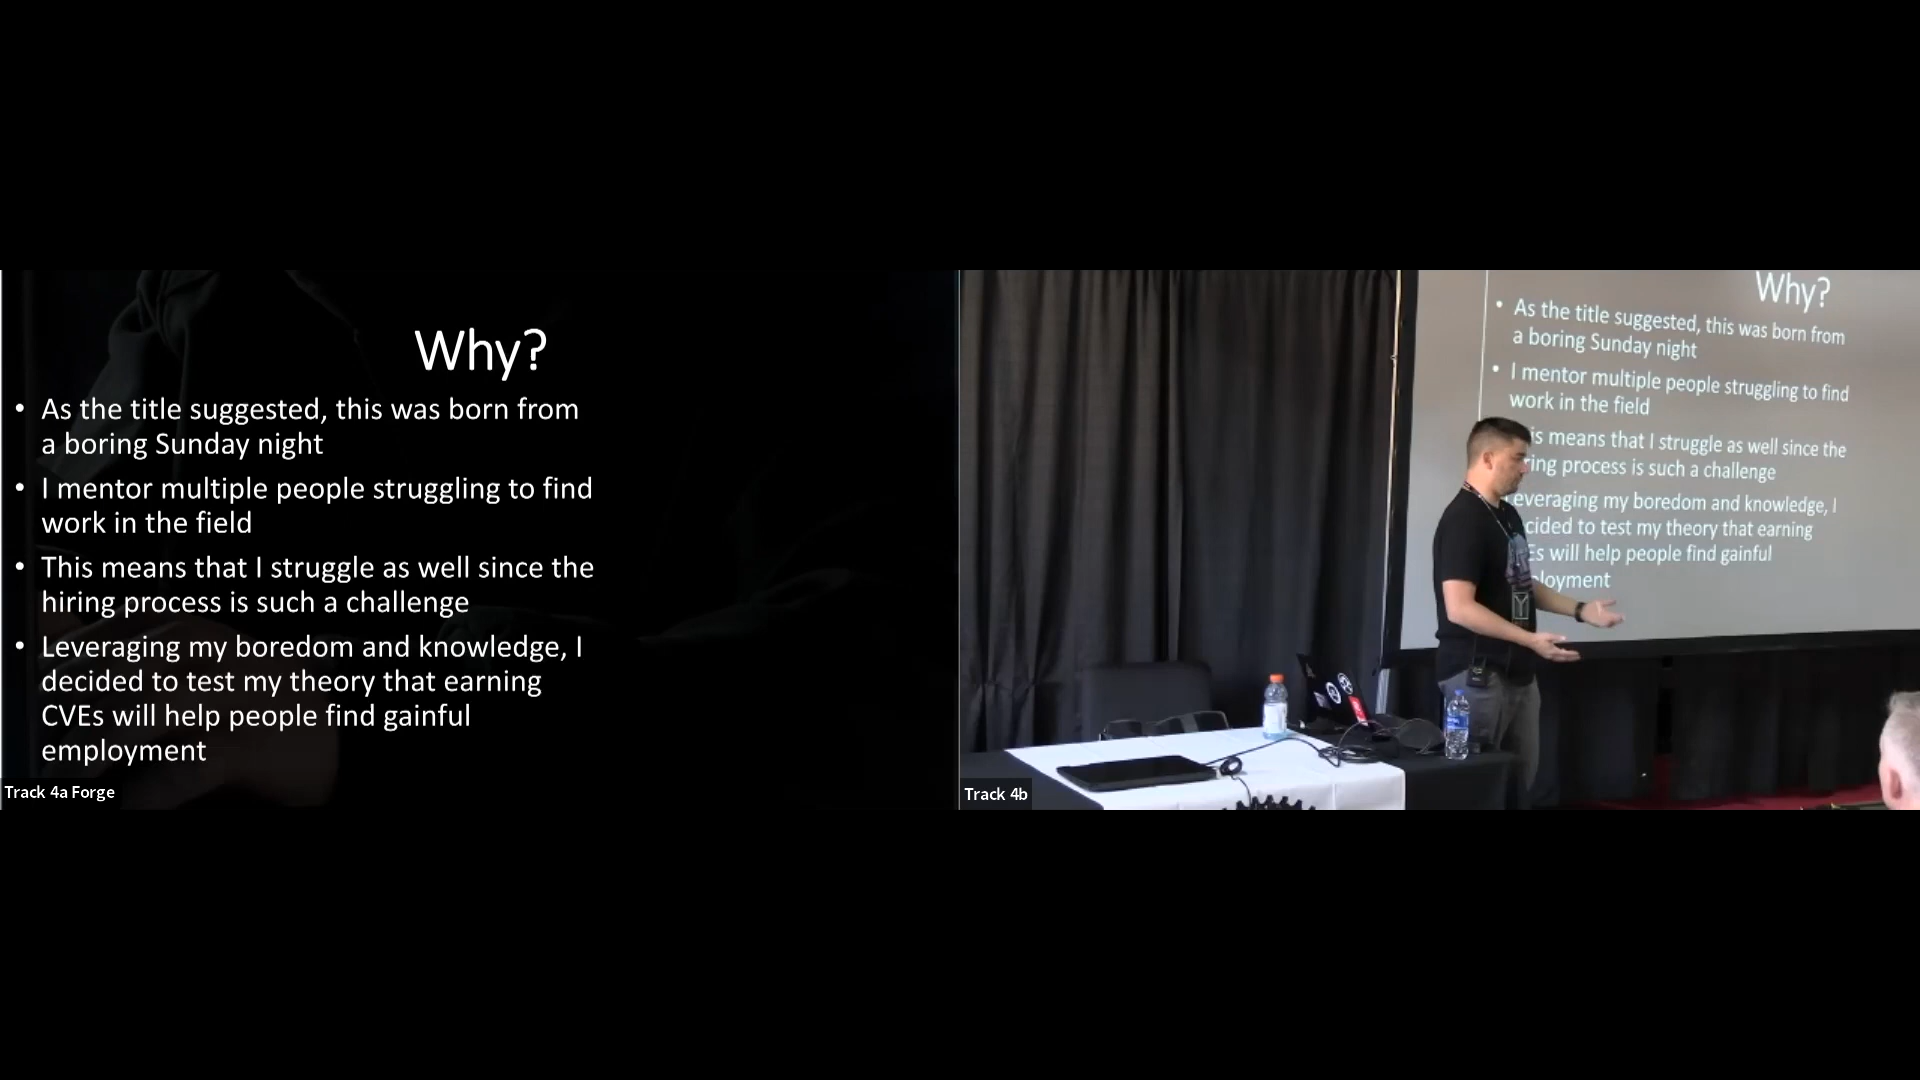 Why?
• As the title suggested, this was born from
a boring Sunday night
• I mentor multiple people struggling to find
work in the field
• This means that I struggle as well since the
hiring process is such a challenge
• Leveraging my boredom and knowledge, I
decided to test my theory that earning
CVEs will help people find gainful
employment
Track 4a Forge
Why?
• As the title suggested, this was born from
a boring Sunday night
• I mentor multiple people struggling to find
work in the field
is means that I struggle as well since the
ring process is such a challenge
everaging my boredom and knowledge, I
cided to test my theory that earning
Es will help people find gainful
ployment
Track 4b